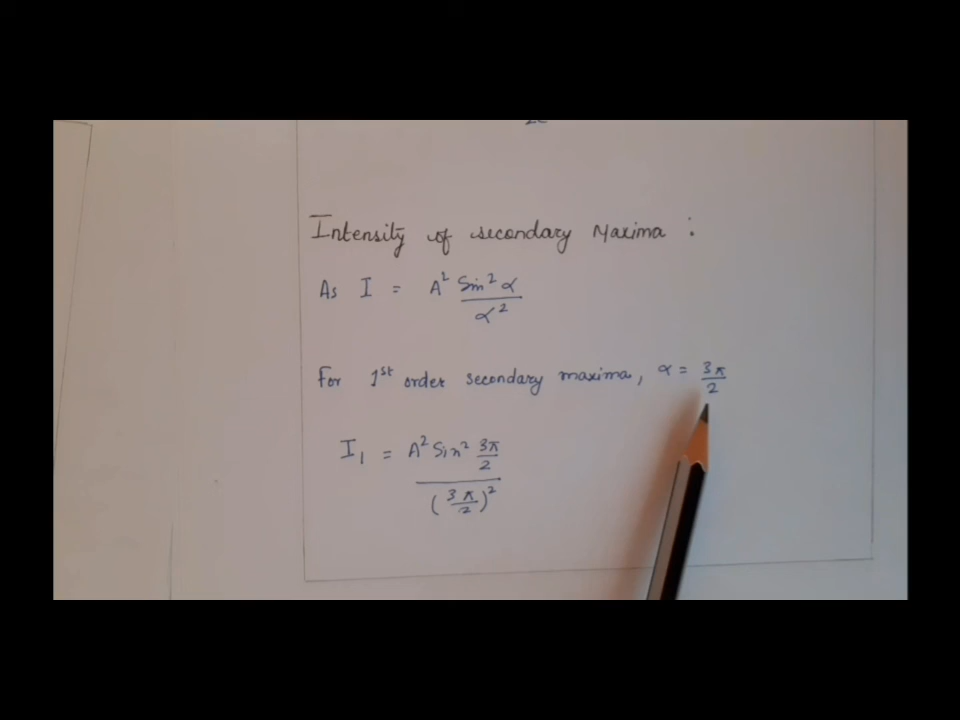 Intensity of secondary Maxima :
As I = A² Sin² α / α²
For 1st order secondary maxima, α = 3π/2
I₁ = A² Sin² 3π/2 / (3π/2)²